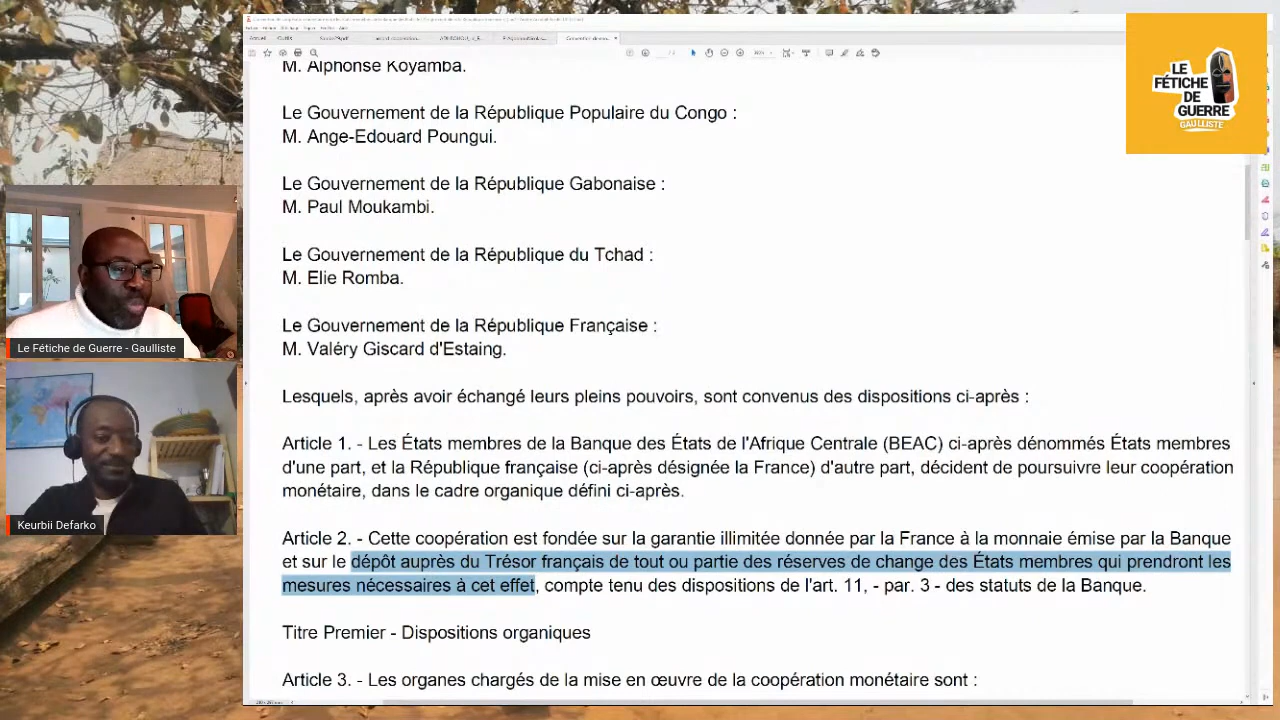 M. Alphonse Koyamba.
LE
FÉTICHE
DE
GUERRE
GAULLISTE
Le Gouvernement de la République Populaire du Congo :
M. Ange-Edouard Poungui.
Le Gouvernement de la République Gabonaise :
M. Paul Moukambi.
Le Gouvernement de la République du Tchad :
M. Elie Romba.
Le Gouvernement de la République Française :
M. Valéry Giscard d'Estaing.
Le Fétiche de Guerre - Gaulliste
Lesquels, après avoir échangé leurs pleins pouvoirs, sont convenus des dispositions ci-après :
Article 1. - Les États membres de la Banque des États de l'Afrique Centrale (BEAC) ci-après dénommés États membres
d'une part, et la République française (ci-après désignée la France) d'autre part, décident de poursuivre leur coopération
monétaire, dans le cadre organique défini ci-après.
Keurbii Defarko
Article 2. - Cette coopération est fondée sur la garantie illimitée donnée par la France à la monnaie émise par la Banque
et sur le dépôt auprès du Trésor français de tout ou partie des réserves de change des États membres qui prendront les
mesures nécessaires à cet effet, compte tenu des dispositions de l'art. 11, - par. 3 - des statuts de la Banque.
Titre Premier - Dispositions organiques
Article 3. - Les organes chargés de la mise en œuvre de la coopération monétaire sont :